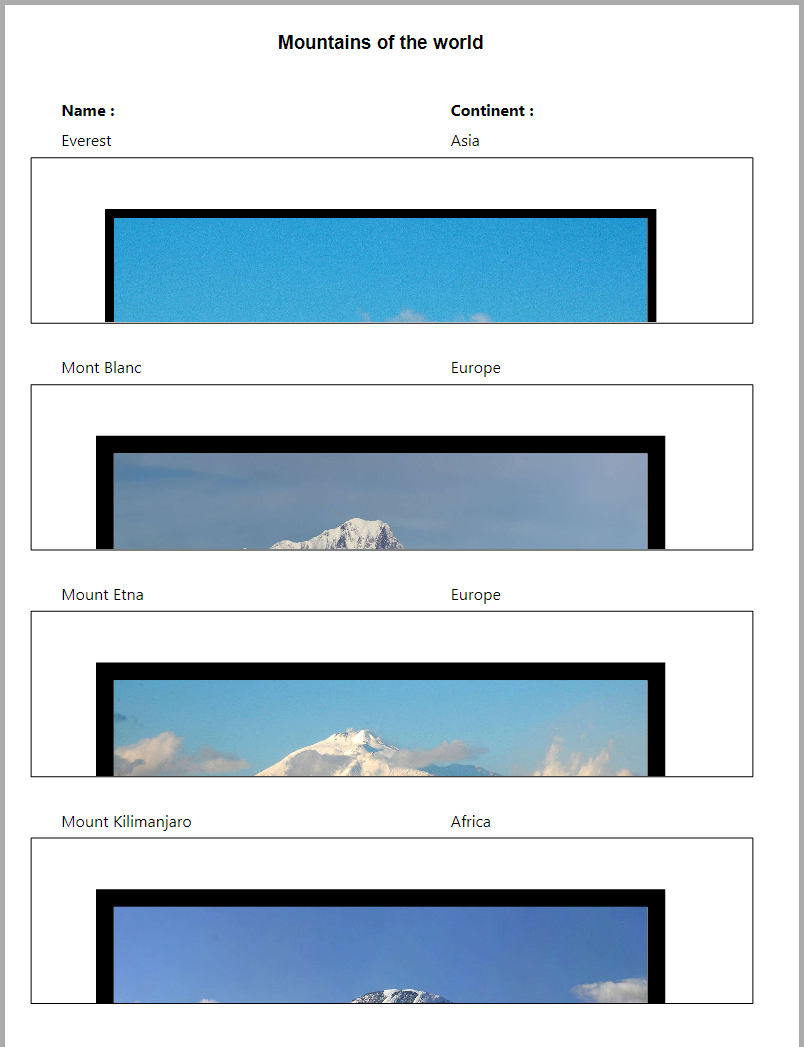 Mountains of the world
Name : Continent :
Everest Asia
Mont Blanc Europe
Mount Etna Europe
Mount Kilimanjaro Africa